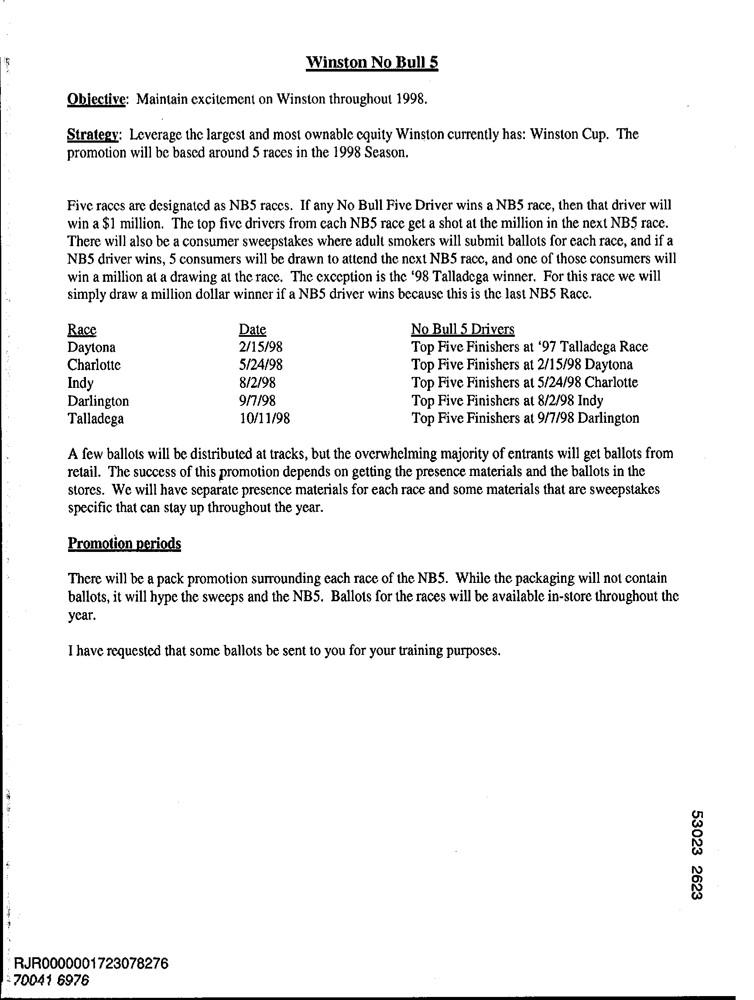 Winston No Bull 5
Objective: Maintain excitement on Winston throughout 1998.
Strategy: Leverage the largest and most ownable equity Winston currently has: Winston Cup. The
promotion will be based around 5 races in the 1998 Season.
Five races are designated as NB5 races. If any No Bull Five Driver wins a NB5 race, then that driver will
win a $1 million. The top five drivers from each NB5 race get a shot at the million in the next NB5 race.
There will also be a consumer sweepstakes where adult smokers will submit ballots for each race, and if a
NB5 driver wins, 5 consumers will be drawn to attend the next NB5 race, and one of those consumers will
win a million at a drawing at the race. The exception is the '98 Talladega winner. For this race we will
simply draw a million dollar winner if a NB5 driver wins because this is the last NB5 Race.
Race Date No Bull 5 Drivers
Daytona 2/15/98 Top Five Finishers at '97 Talladega Race
Charlotte 5/24/98 Top Five Finishers at 2/15/98 Daytona
Indy 8/2/98 Top Five Finishers at 5/24/98 Charlotte
Darlington 9/7/98 Top Five Finishers at 8/2/98 Indy
Talladega 10/11/98 Top Five Finishers at 9/7/98 Darlington
A few ballots will be distributed at tracks, but the overwhelming majority of entrants will get ballots from
retail. The success of this promotion depends on getting the presence materials and the ballots in the
stores. We will have separate presence materials for each race and some materials that are sweepstakes
specific that can stay up throughout the year.
Promotion periods
There will be a pack promotion surrounding each race of the NB5. While the packaging will not contain
ballots, it will hype the sweeps and the NB5. Ballots for the races will be available in-store throughout the
year.
I have requested that some ballots be sent to you for your training purposes.
53023 2623
RJR0000001723078276
70041 6976